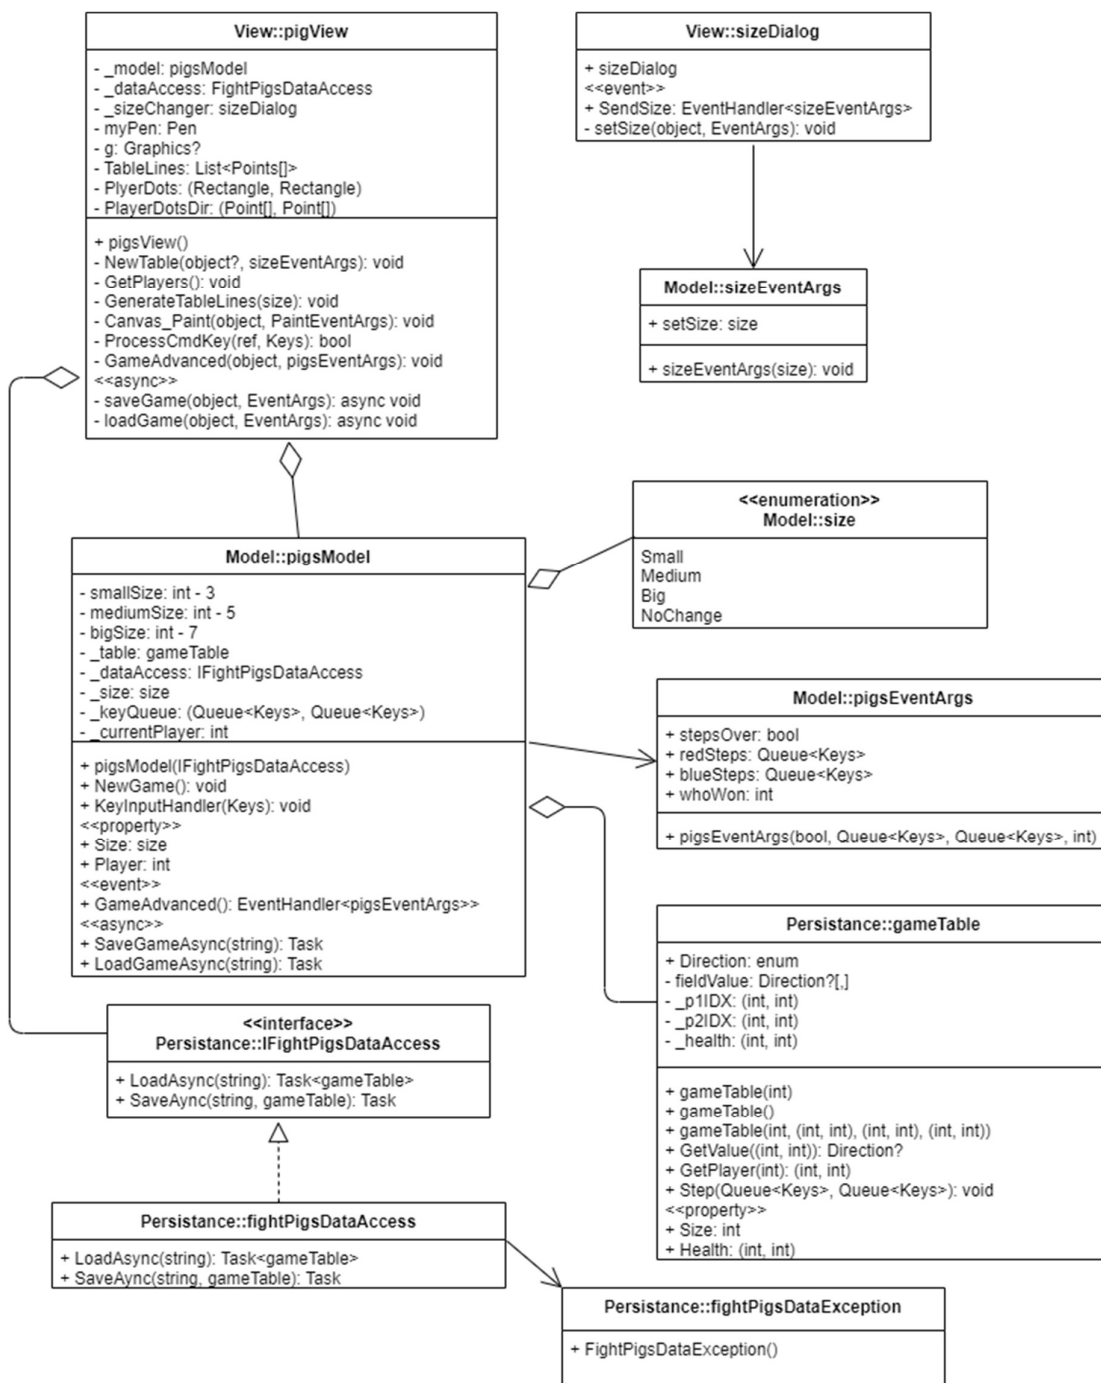 View::pigView
- _model: pigsModel
- _dataAccess: FightPigsDataAccess
- _sizeChanger: sizeDialog
- myPen: Pen
- g: Graphics?
- TableLines: List<Points[]>
- PlyerDots: (Rectangle, Rectangle)
- PlayerDotsDir: (Point[], Point[])
+ pigsView()
- NewTable(object?, sizeEventArgs): void
- GetPlayers(): void
- GenerateTableLines(size): void
- Canvas_Paint(object, PaintEventArgs): void
- ProcessCmdKey(ref, Keys): bool
- GameAdvanced(object, pigsEventArgs): void
<<async>>
- saveGame(object, EventArgs): async void
- loadGame(object, EventArgs): async void
View::sizeDialog
+ sizeDialog
<<event>>
+ SendSize: EventHandler<sizeEventArgs>
- setSize(object, EventArgs): void
Model::sizeEventArgs
+ setSize: size
+ sizeEventArgs(size): void
<<enumeration>>
Model::size
Small
Medium
Big
NoChange
Model::pigsModel
- smallSize: int - 3
- mediumSize: int - 5
- bigSize: int - 7
- _table: gameTable
- _dataAccess: IFightPigsDataAccess
- _size: size
- _keyQueue: (Queue<Keys>, Queue<Keys>)
- _currentPlayer: int
+ pigsModel(IFightPigsDataAccess)
+ NewGame(): void
+ KeyInputHandler(Keys): void
<<property>>
+ Size: size
+ Player: int
<<event>>
+ GameAdvanced(): EventHandler<pigsEventArgs>>
<<async>>
+ SaveGameAsync(string): Task
+ LoadGameAsync(string): Task
Model::pigsEventArgs
+ stepsOver: bool
+ redSteps: Queue<Keys>
+ blueSteps: Queue<Keys>
+ whoWon: int
+ pigsEventArgs(bool, Queue<Keys>, Queue<Keys>, int)
Persistance::gameTable
+ Direction: enum
- fieldValue: Direction?[,]
- _p1IDX: (int, int)
- _p2IDX: (int, int)
- _health: (int, int)
+ gameTable(int)
+ gameTable()
+ gameTable(int, (int, int), (int, int), (int, int))
+ GetValue((int, int)): Direction?
+ GetPlayer(int): (int, int)
+ Step(Queue<Keys>, Queue<Keys>): void
<<property>>
+ Size: int
+ Health: (int, int)
<<interface>>
Persistance::IFightPigsDataAccess
+ LoadAsync(string): Task<gameTable>
+ SaveAync(string, gameTable): Task
Persistance::fightPigsDataAccess
+ LoadAsync(string): Task<gameTable>
+ SaveAync(string, gameTable): Task
Persistance::fightPigsDataException
+ FightPigsDataException()